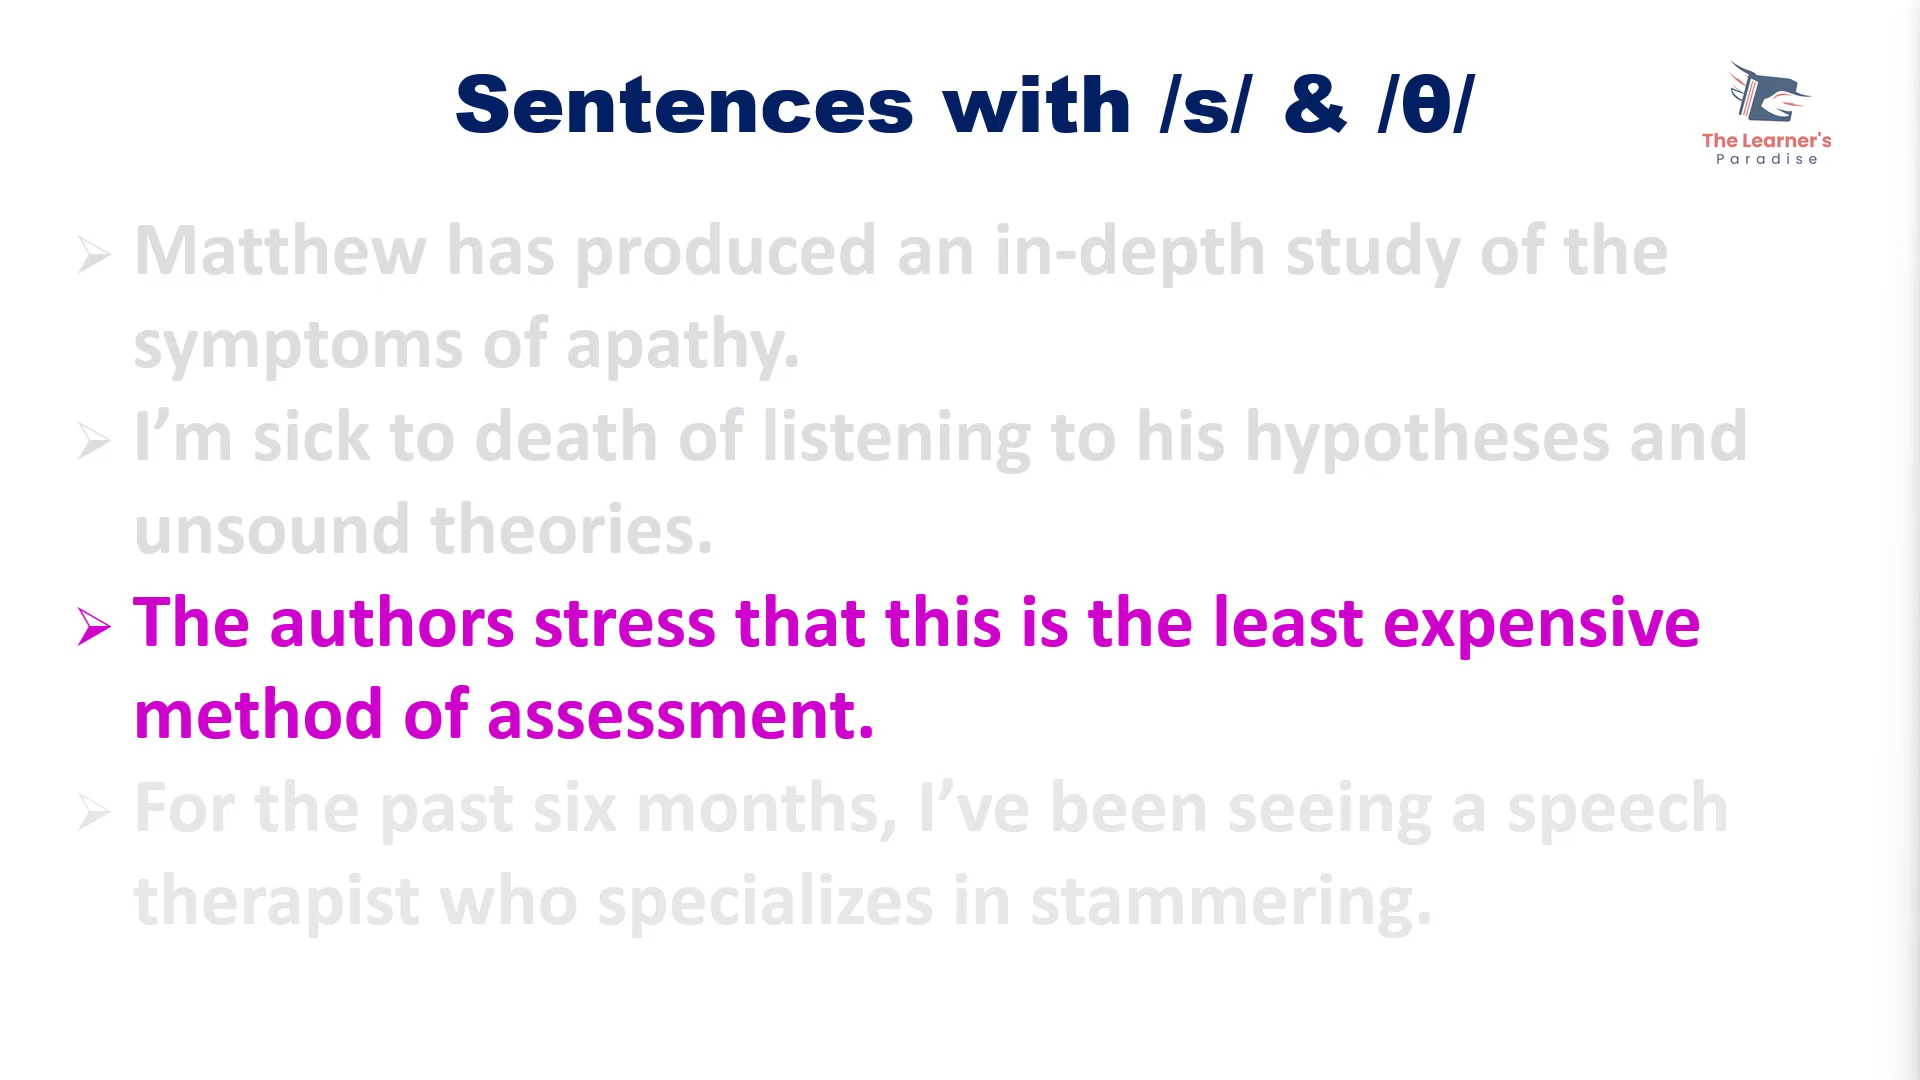 Sentences with /s/ & /θ/
The Learner's
Paradise
➢ Matthew has produced an in-depth study of the
symptoms of apathy.
➢ I’m sick to death of listening to his hypotheses and
unsound theories.
➢ The authors stress that this is the least expensive
method of assessment.
➢ For the past six months, I’ve been seeing a speech
therapist who specializes in stammering.